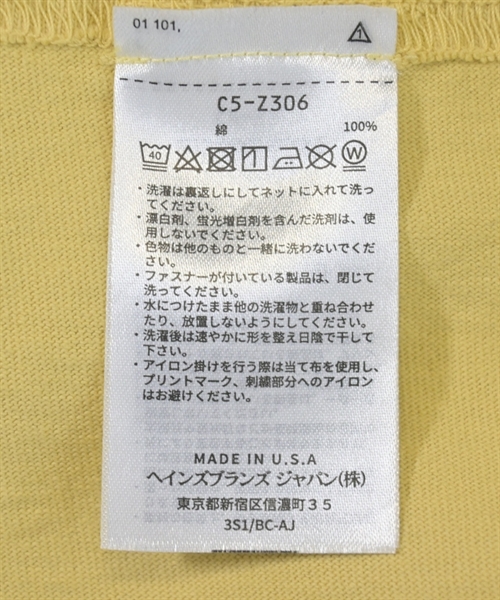 01 101,
1
C5-Z306
綿 100%
40 W
・洗濯は裏返しにしてネットに入れて洗っ
てください。
・漂白剤、蛍光増白剤を含んだ洗剤は、使
用しないでください。
・色物は他のものと一緒に洗わないでくだ
さい。
・ファスナーが付いている製品は、閉じて
洗ってください。
・水につけたまま他の洗濯物と重ね合わせ
たり、放置しないようにしてください。
・洗濯後は速やかに形を整え日陰で干して
下さい。
・アイロン掛けを行う際は当て布を使用し、
プリントマーク、刺繍部分へのアイロン
はお避けください。
MADE IN U.S.A
ヘインズブランズ ジャパン(株)
東京都新宿区信濃町３５
3S1/BC-AJ